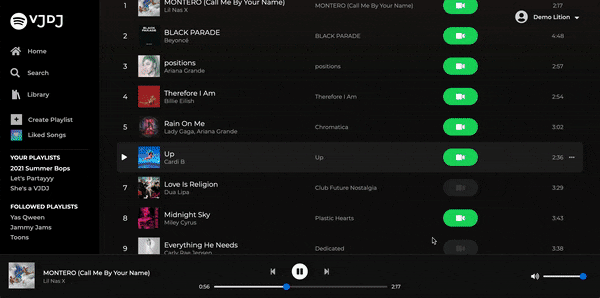 VJDJ
Home
Search
Library
Create Playlist
Liked Songs
YOUR PLAYLISTS
2021 Summer Bops
Let's Partayyy
She's a VJDJ
FOLLOWED PLAYLISTS
Yas Qween
Jammy Jams
Toons
Demo Lition
1 MONTERO (Call Me By Your Name) MONTERO (Call Me By Your Name) 2:17
Lil Nas X
2 BLACK PARADE BLACK PARADE 4:48
Beyoncé
3 positions positions 2:57
Ariana Grande
4 Therefore I Am Therefore I Am 2:54
Billie Eilish
5 Rain On Me Chromatica 3:02
Lady Gaga, Ariana Grande
Up Up 2:36
Cardi B
7 Love Is Religion Club Future Nostalgia 3:29
Dua Lipa
8 Midnight Sky Plastic Hearts 3:43
Miley Cyrus
9 Everything He Needs Dedicated 3:38
Carly Rae Jepsen
MONTERO (Call Me By Your Name)
Lil Nas X
0:56 2:17